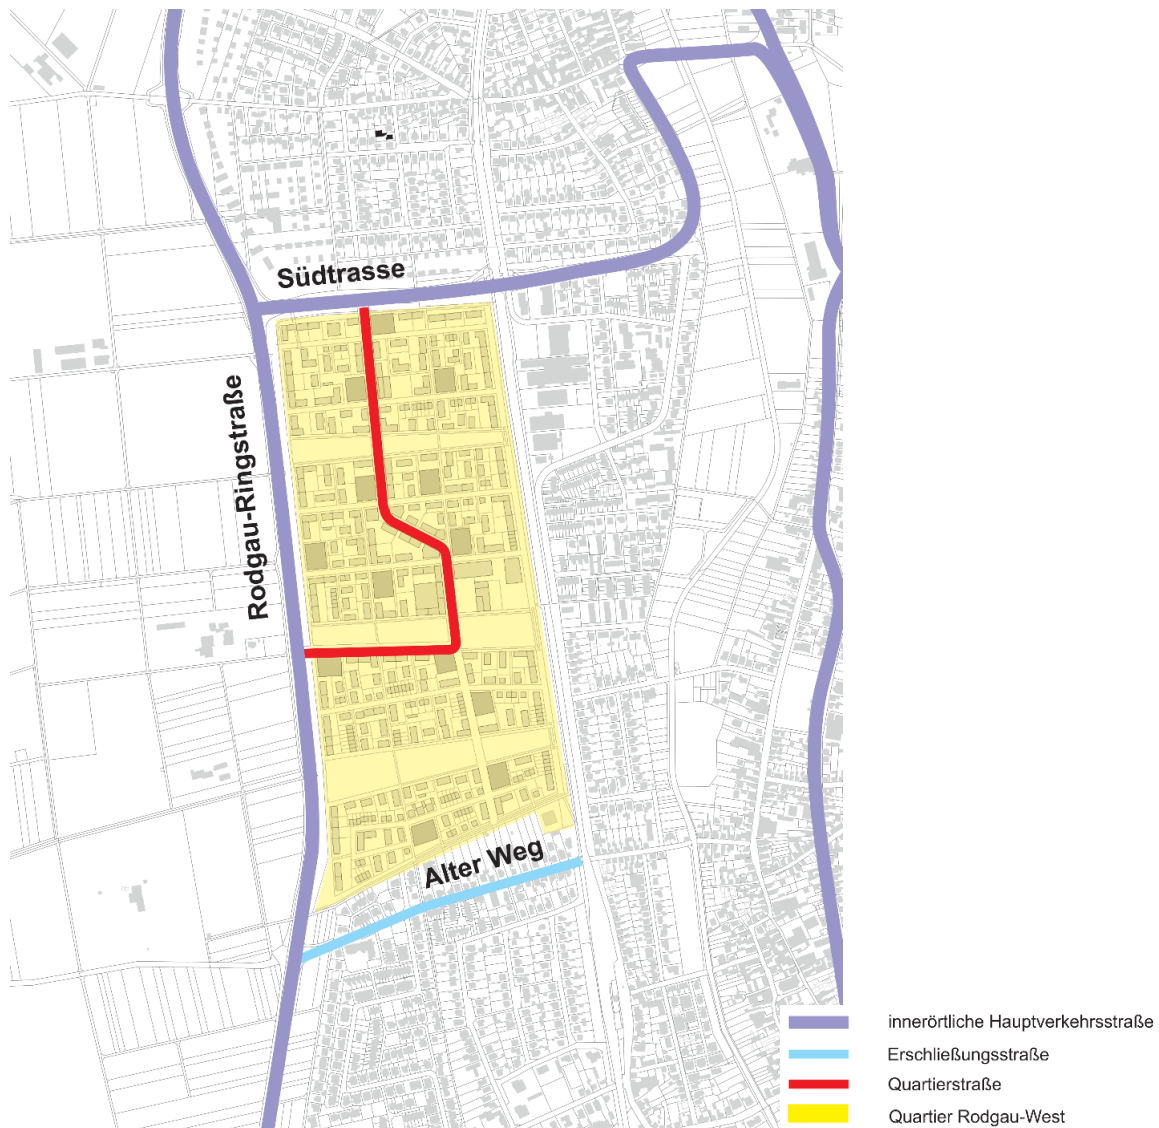 Südtrasse
Rodgau-Ringstraße
Alter Weg
innerörtliche Hauptverkehrsstraße
Erschließungsstraße
Quartierstraße
Quartier Rodgau-West